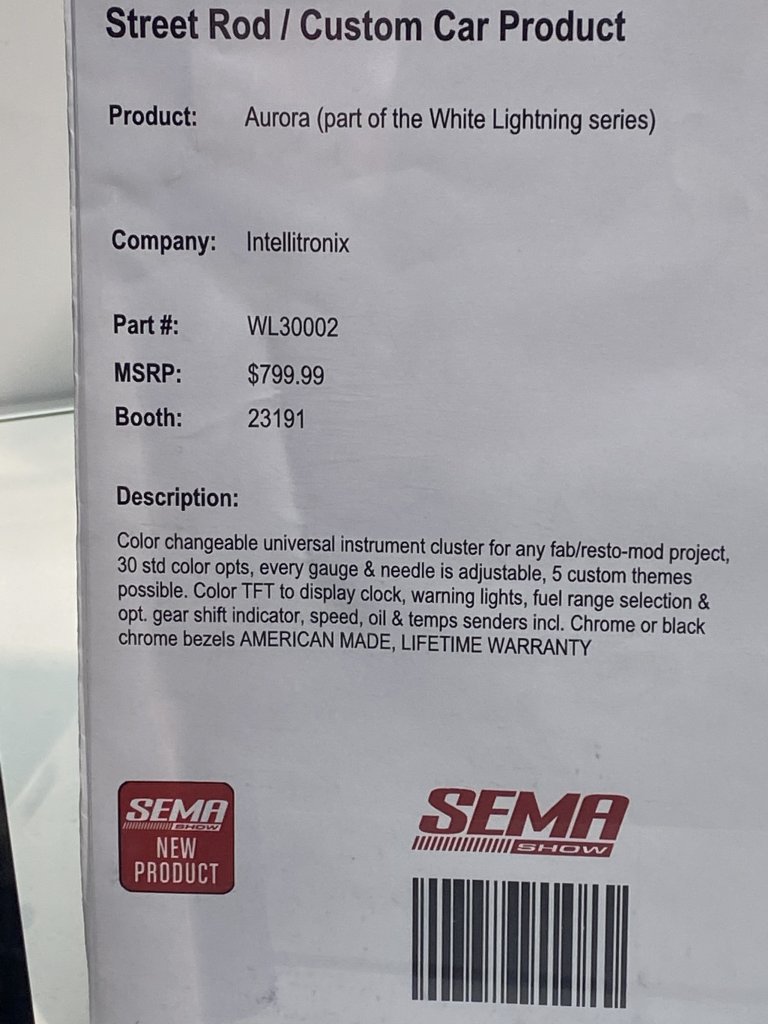 Street Rod / Custom Car Product
Product: Aurora (part of the White Lightning series)
Company: Intellitronix
Part #: WL30002
MSRP: $799.99
Booth: 23191
Description:
Color changeable universal instrument cluster for any fab/resto-mod project,
30 std color opts, every gauge & needle is adjustable, 5 custom themes
possible. Color TFT to display clock, warning lights, fuel range selection &
opt. gear shift indicator, speed, oil & temps senders incl. Chrome or black
chrome bezels AMERICAN MADE, LIFETIME WARRANTY
SEMA
SHOW
NEW
PRODUCT
SEMA
SHOW